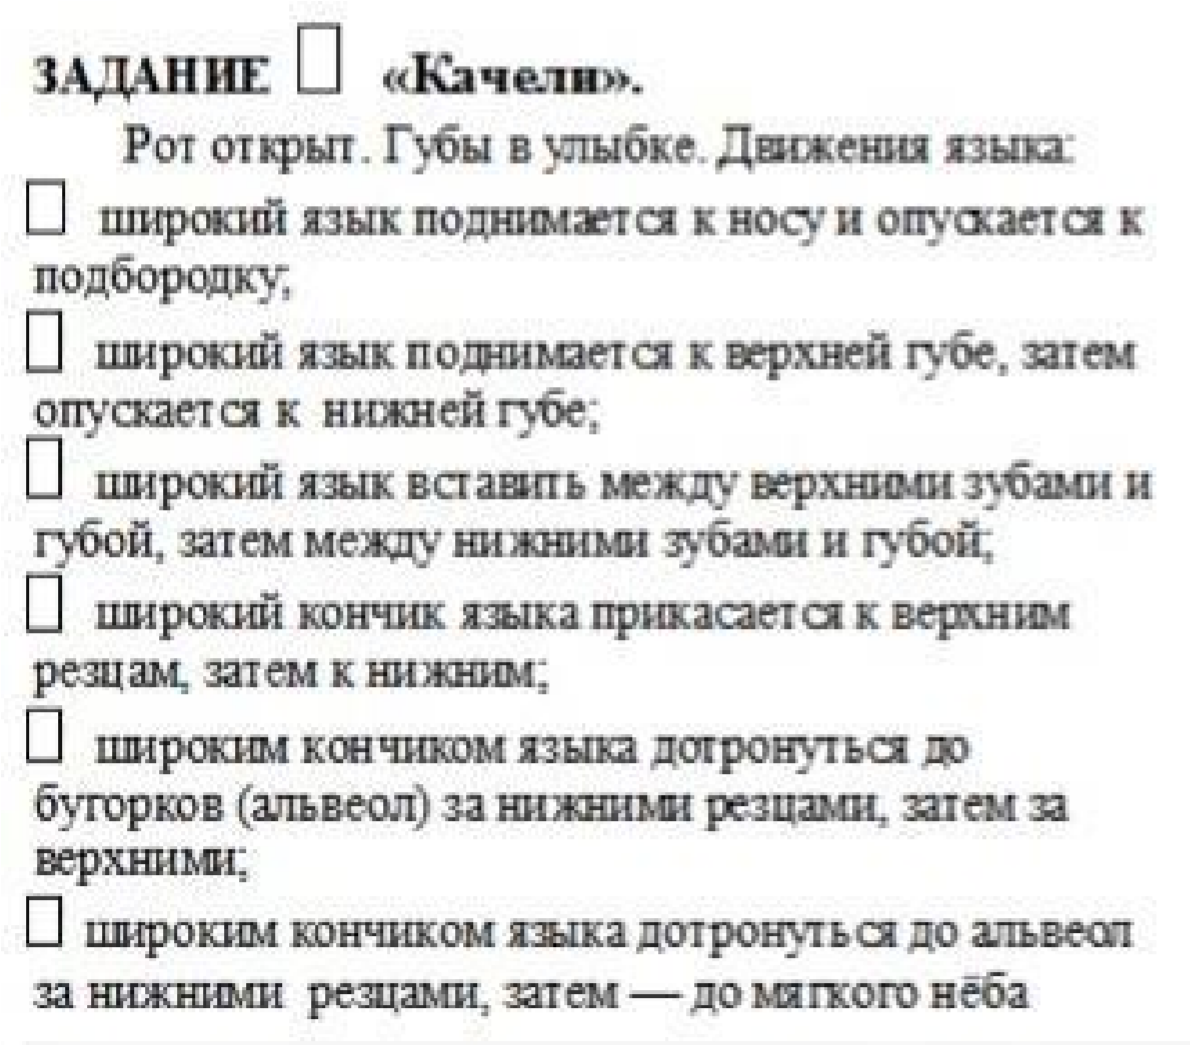 ЗАДАНИЕ □ «Качели».
Рот открыт. Губы в улыбке. Движения языка:
□ широкий язык поднимается к носу и опускается к
подбородку;
□ широкий язык поднимается к верхней губе, затем
опускается к нижней губе;
□ широкий язык вставить между верхними зубами и
губой, затем между нижними зубами и губой;
□ широкий кончик языка прикасается к верхним
резцам, затем к нижним;
□ широким кончиком языка дотронуться до
бугорков (альвеол) за нижними резцами, затем за
верхними;
□ широким кончиком языка дотронуться до альвеол
за нижними резцами, затем — до мягкого нёба